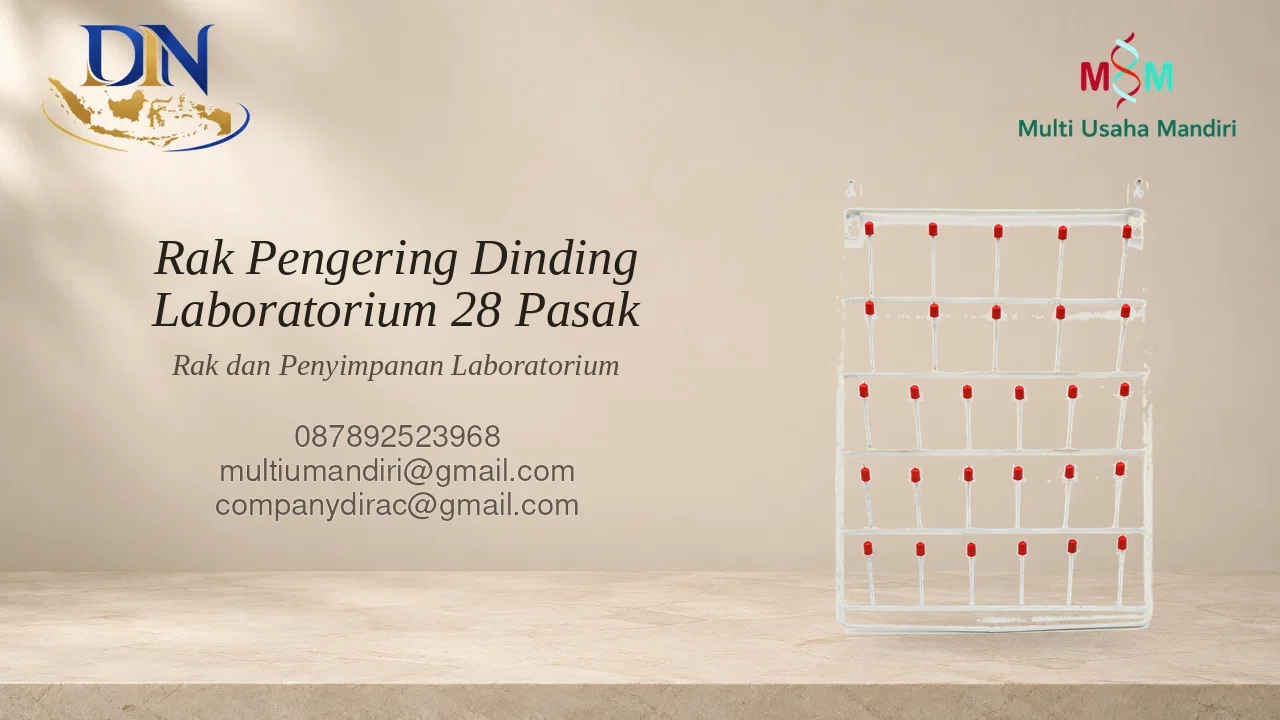 DIN
M M
Multi Usaha Mandiri
Rak Pengering Dinding
Laboratorium 28 Pasak
Rak dan Penyimpanan Laboratorium
087892523968
multiumandiri@gmail.com
companydirac@gmail.com